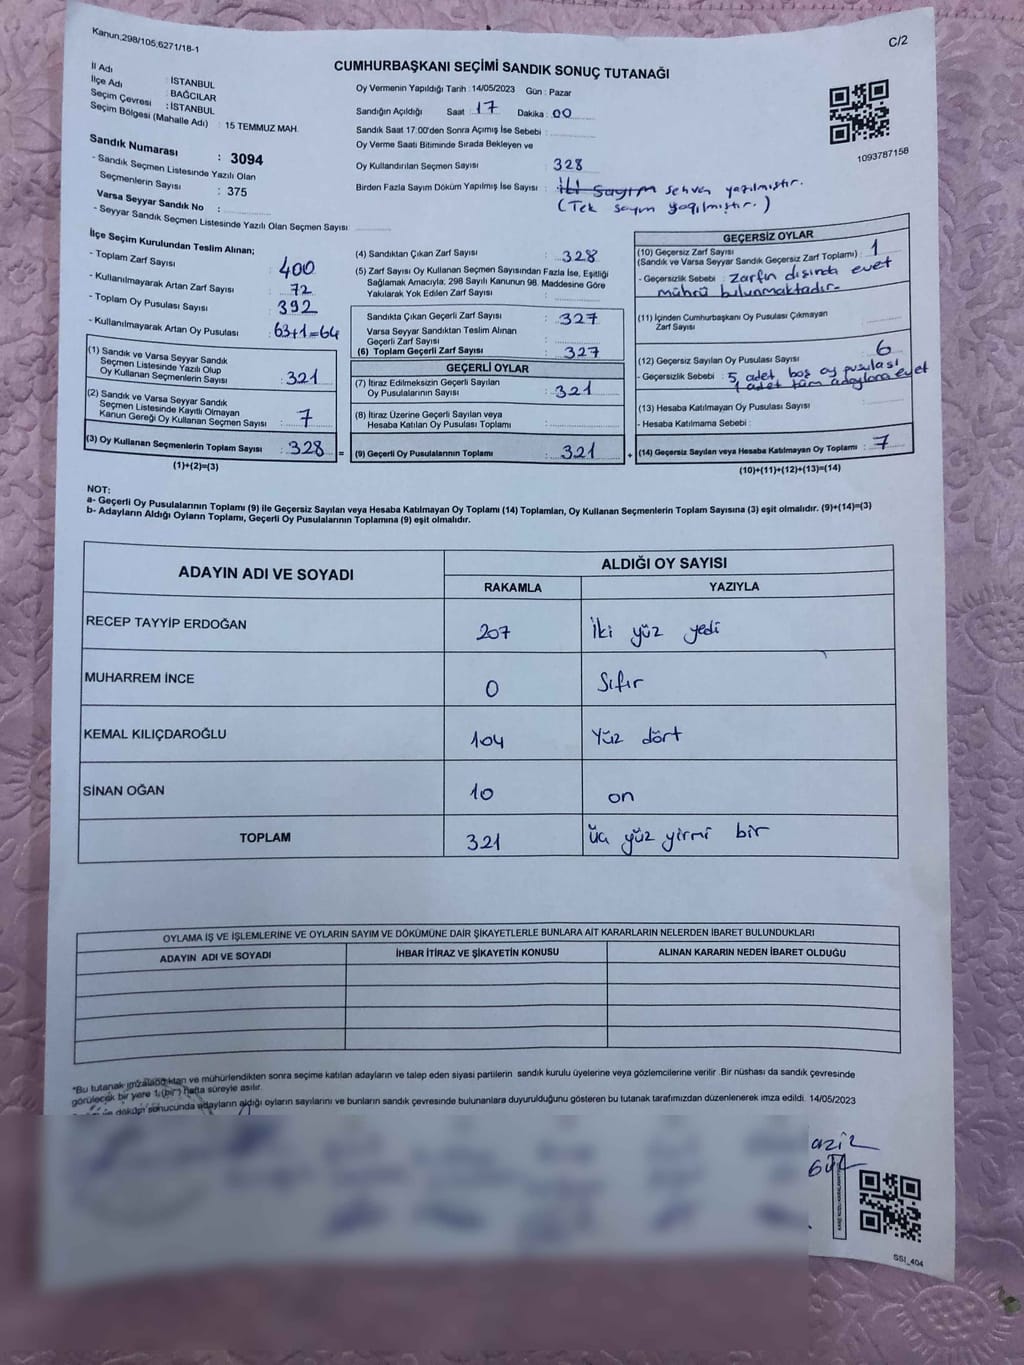 Kanun,298/105,6271/18-1
C/2
CUMHURBAŞKANI SEÇİMİ SANDIK SONUÇ TUTANAĞI
İl Adı : İSTANBUL
İlçe Adı : BAĞCILAR
Seçim Çevresi : İSTANBUL
Seçim Bölgesi (Mahalle Adı) : 15 TEMMUZ MAH.
Sandık Numarası : 3094
- Sandık Seçmen Listesinde Yazılı Olan
Seçmenlerin Sayısı : 375
Varsa Seyyar Sandık No :
- Seyyar Sandık Seçmen Listesinde Yazılı Olan Seçmen Sayısı
Oy Vermenin Yapıldığı Tarih : 14/05/2023 Gün : Pazar
Sandığın Açıldığı Saat : 17 Dakika : 00
Sandık Saat 17:00'den Sonra Açımış İse Sebebi :
Oy Verme Saati Bitiminde Sırada Bekleyen ve
Oy Kullandırılan Seçmen Sayısı : 328
Birden Fazla Sayım Döküm Yapılmış İse Sayısı : İki sayım sehven yazılmıştır.
(Tek sayım yapılmıştır.)
1093787158
İlçe Seçim Kurulundan Teslim Alınan;
- Toplam Zarf Sayısı : 400
- Kullanılmayarak Artan Zarf Sayısı : 72
- Toplam Oy Pusulası Sayısı : 392
- Kullanılmayarak Artan Oy Pusulası : 63+1=64
(1) Sandık ve Varsa Seyyar Sandık
Seçmen Listesinde Yazılı Olup
Oy Kullanan Seçmenlerin Sayısı : 321
(2) Sandık ve Varsa Seyyar Sandık
Seçmen Listesinde Kayıtlı Olmayan
Kanun Gereği Oy Kullanan Seçmen Sayısı : 7
(3) Oy Kullanan Seçmenlerin Toplam Sayısı : 328 =
(1)+(2)=(3)
(4) Sandıktan Çıkan Zarf Sayısı : 328
(5) Zarf Sayısı Oy Kullanan Seçmen Sayısından Fazla İse, Eşitliği
Sağlamak Amacıyla; 298 Sayılı Kanunun 98. Maddesine Göre
Yakılarak Yok Edilen Zarf Sayısı :
Sandıkta Çıkan Geçerli Zarf Sayısı : 327
Varsa Seyyar Sandıktan Teslim Alınan
Geçerli Zarf Sayısı :
(6) Toplam Geçerli Zarf Sayısı : 327
GEÇERLİ OYLAR
(7) İtiraz Edilmeksizin Geçerli Sayılan
Oy Pusulalarının Sayısı : 321
(8) İtiraz Üzerine Geçerli Sayılan veya
Hesaba Katılan Oy Pusulası Toplamı :
(9) Geçerli Oy Pusulalarının Toplamı : 321 +
GEÇERSİZ OYLAR
(10) Geçersiz Zarf Sayısı
(Sandık ve Varsa Seyyar Sandık Geçersiz Zarf Toplamı) : 1
- Geçersizlik Sebebi : Zarfın dışında evet
mührü bulunmaktadır.
(11) İçinden Cumhurbaşkanı Oy Pusulası Çıkmayan
Zarf Sayısı :
(12) Geçersiz Sayılan Oy Pusulası Sayısı : 6
- Geçersizlik Sebebi : 5 adet boş oy pusulası
1 adet tüm adaylara evet
(13) Hesaba Katılmayan Oy Pusulası Sayısı :
- Hesaba Katılmama Sebebi :
(14) Geçersiz Sayılan veya Hesaba Katılmayan Oy Toplamı : 7
(10)+(11)+(12)+(13)=(14)
NOT:
a- Geçerli Oy Pusulalarının Toplamı (9) ile Geçersiz Sayılan veya Hesaba Katılmayan Oy Toplamı (14) Toplamları, Oy Kullanan Seçmenlerin Toplam Sayısına (3) eşit olmalıdır. (9)+(14)=(3)
b- Adayların Aldığı Oyların Toplamı, Geçerli Oy Pusulalarının Toplamına (9) eşit olmalıdır.
ADAYIN ADI VE SOYADI
ALDIĞI OY SAYISI
RAKAMLA YAZIYLA
RECEP TAYYİP ERDOĞAN 207 İki yüz yedi
MUHARREM İNCE 0 Sıfır
KEMAL KILIÇDAROĞLU 104 Yüz dört
SİNAN OĞAN 10 on
TOPLAM 321 üç yüz yirmi bir
OYLAMA İŞ VE İŞLEMLERİNE VE OYLARIN SAYIM VE DÖKÜMÜNE DAİR ŞİKAYETLERLE BUNLARA AİT KARARLARIN NELERDEN İBARET BULUNDUKLARI
ADAYIN ADI VE SOYADI İHBAR İTİRAZ VE ŞİKAYETİN KONUSU ALINAN KARARIN NEDEN İBARET OLDUĞU
*Bu tutanak imzalandıktan ve mühürlendikten sonra seçime katılan adayların ve talep eden siyasi partilerin sandık kurulu üyelerine veya gözlemcilerine verilir .Bir nüshası da sandık çevresinde
görülecek bir yere 1 (bir) hafta süreyle asılır.
döküm sonucunda adayların aldığı oyların sayılarını ve bunların sandık çevresinde bulunanlara duyurulduğunu gösteren bu tutanak tarafımızdan düzenlenerek imza edildi. 14/05/2023
SSI_404